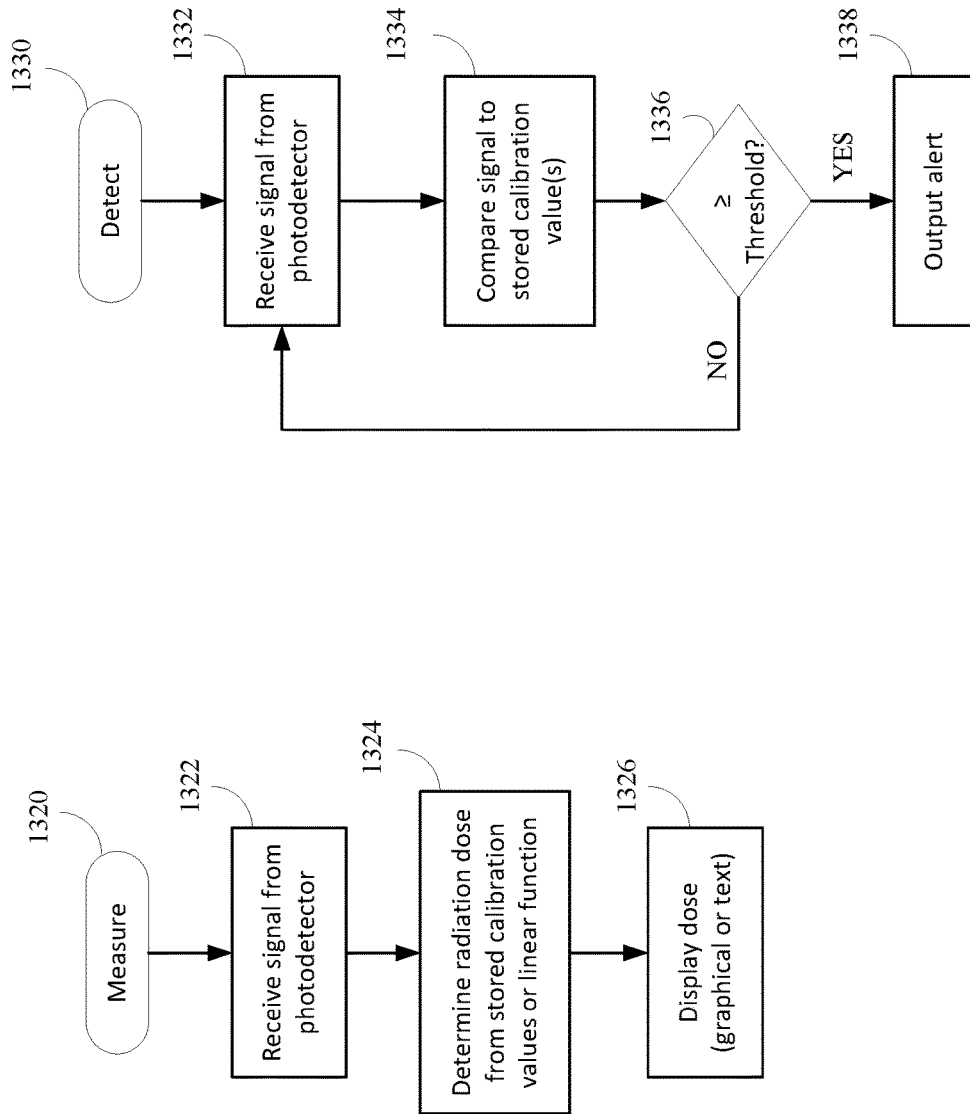 1320
Measure
1322
Receive signal from
photodetector
1324
Determine radiation dose
from stored calibration
values or linear function
1326
Display dose
(graphical or text)
1330
Detect
1332
Receive signal from
photodetector
1334
Compare signal to
stored calibration
value(s)
1336
≥
Threshold?
NO
YES
1338
Output alert